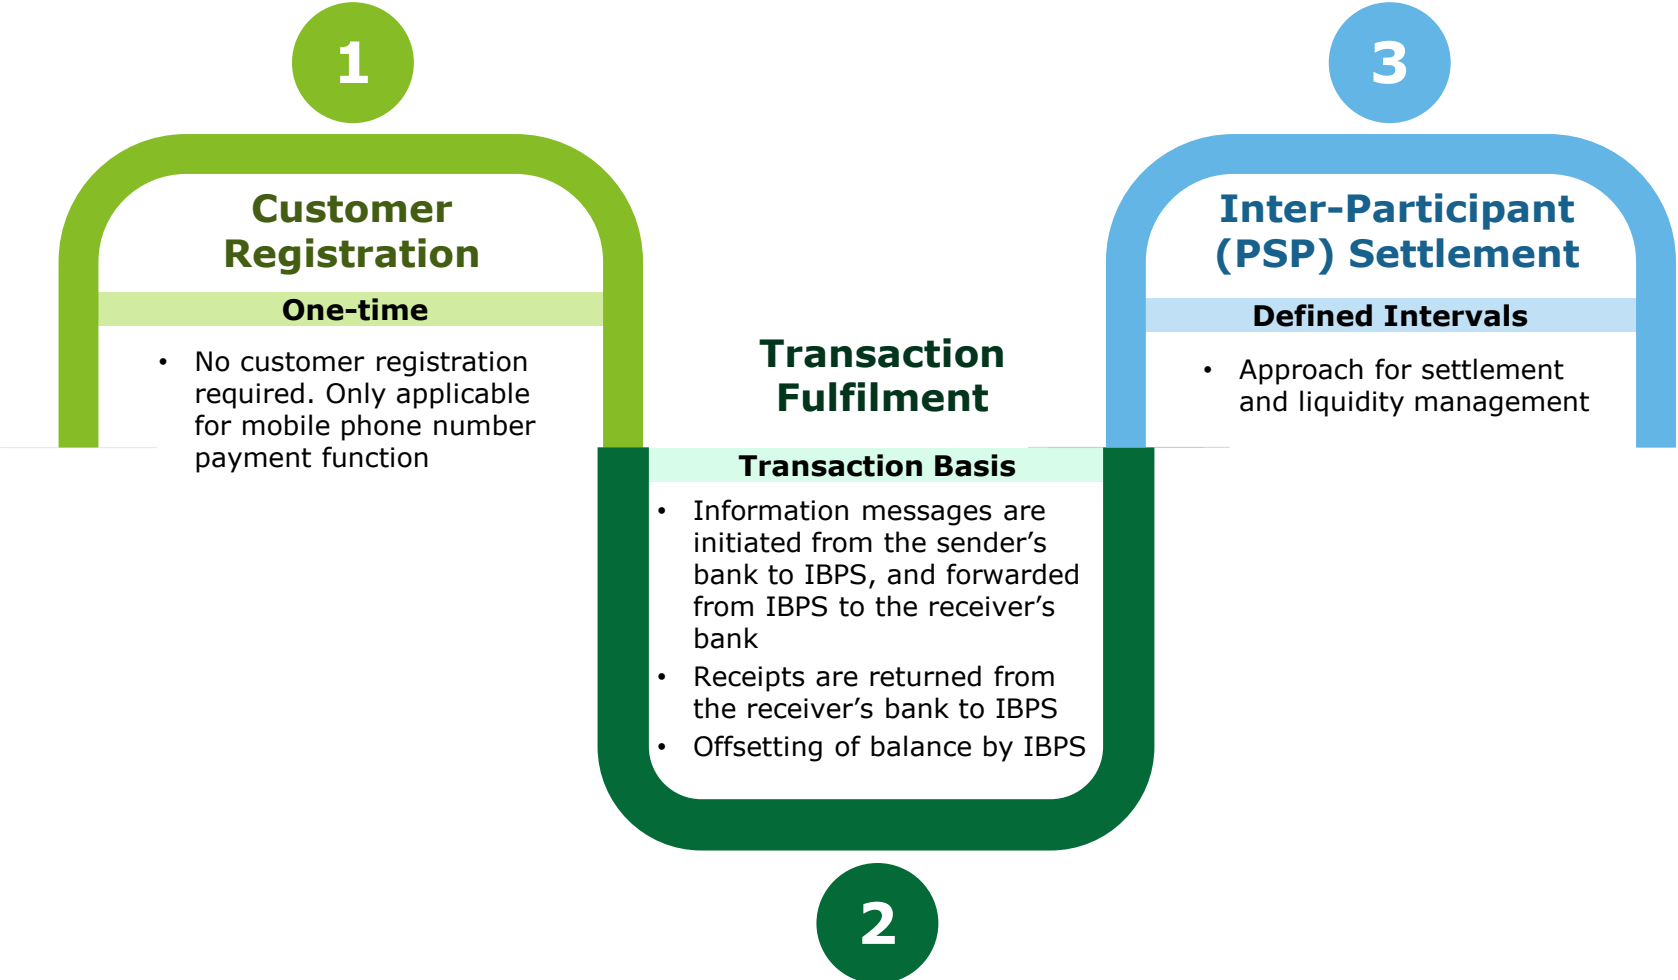 1
Customer
Registration
One-time
• No customer registration
required. Only applicable
for mobile phone number
payment function
Transaction
Fulfilment
Transaction Basis
• Information messages are
initiated from the sender’s
bank to IBPS, and forwarded
from IBPS to the receiver’s
bank
• Receipts are returned from
the receiver’s bank to IBPS
• Offsetting of balance by IBPS
2
3
Inter-Participant
(PSP) Settlement
Defined Intervals
• Approach for settlement
and liquidity management